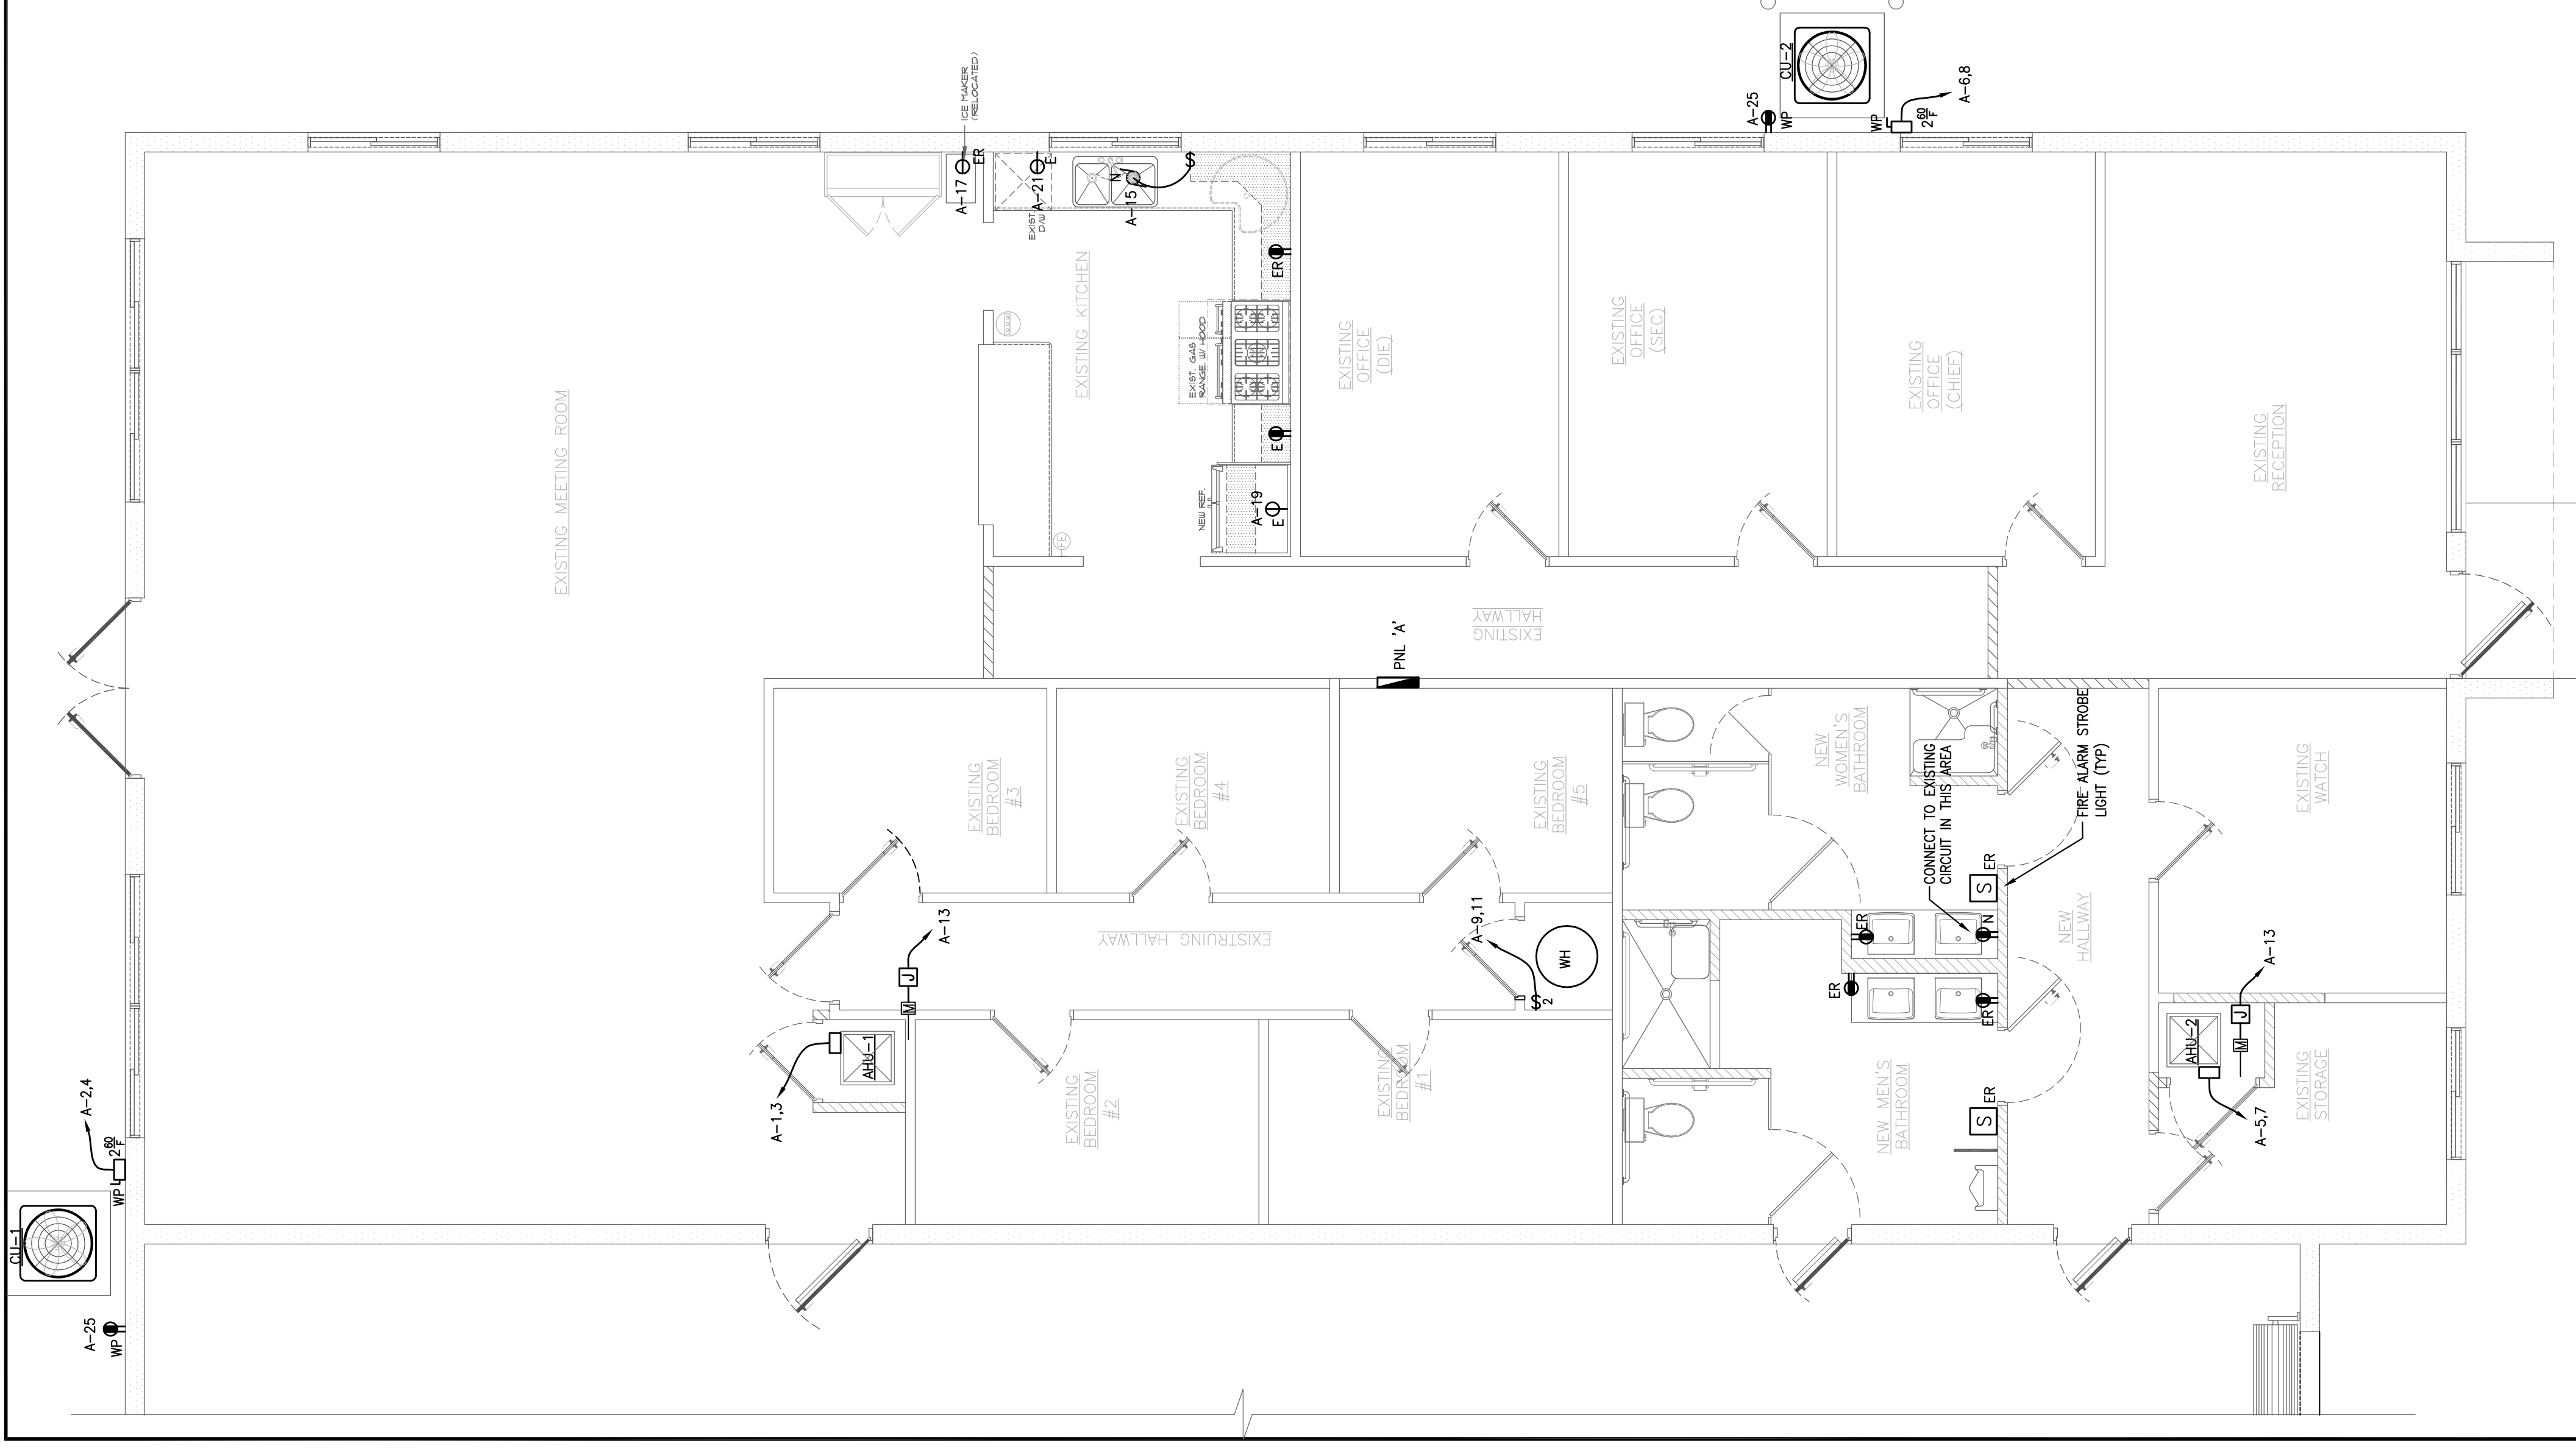 ICE MAKER
(RELOCATED)
CU-2
A-25
WP
WP
2 60
F
A-6,8
A-17
ER
A-21
E
EXIST.
D/W
N
A-15
$
EXISTING MEETING ROOM
EXISTING KITCHEN
ER
EXIST. GAS
RANGE W/ HOOD
E
NEW REF.
A-19
E
FE
EXISTING
OFFICE
(DIE)
EXISTING
OFFICE
(SEC)
EXISTING
OFFICE
(CHIEF)
EXISTING
RECEPTION
EXISTING
HALLWAY
PNL 'A'
EXISTING
BEDROOM
#3
EXISTING
BEDROOM
#4
EXISTING
BEDROOM
#5
NEW
WOMEN'S
BATHROOM
CONNECT TO EXISTING
CIRCUIT IN THIS AREA
FIRE ALARM STROBE
LIGHT (TYP)
EXISTING
WATCH
A-13
J
M
EXISTRUING HALLWAY
A-9,11
WH
$
2
ER
N
S
ER
ER
ER
NEW
HALLWAY
A-13
J
M
AHU-2
A-5,7
EXISTING
STORAGE
AHU-1
A-1,3
EXISTING
BEDROOM
#2
EXISTING
BEDROOM
#1
NEW MEN'S
BATHROOM
S
ER
A-2,4
2 60
F
WP
CU-1
A-25
WP